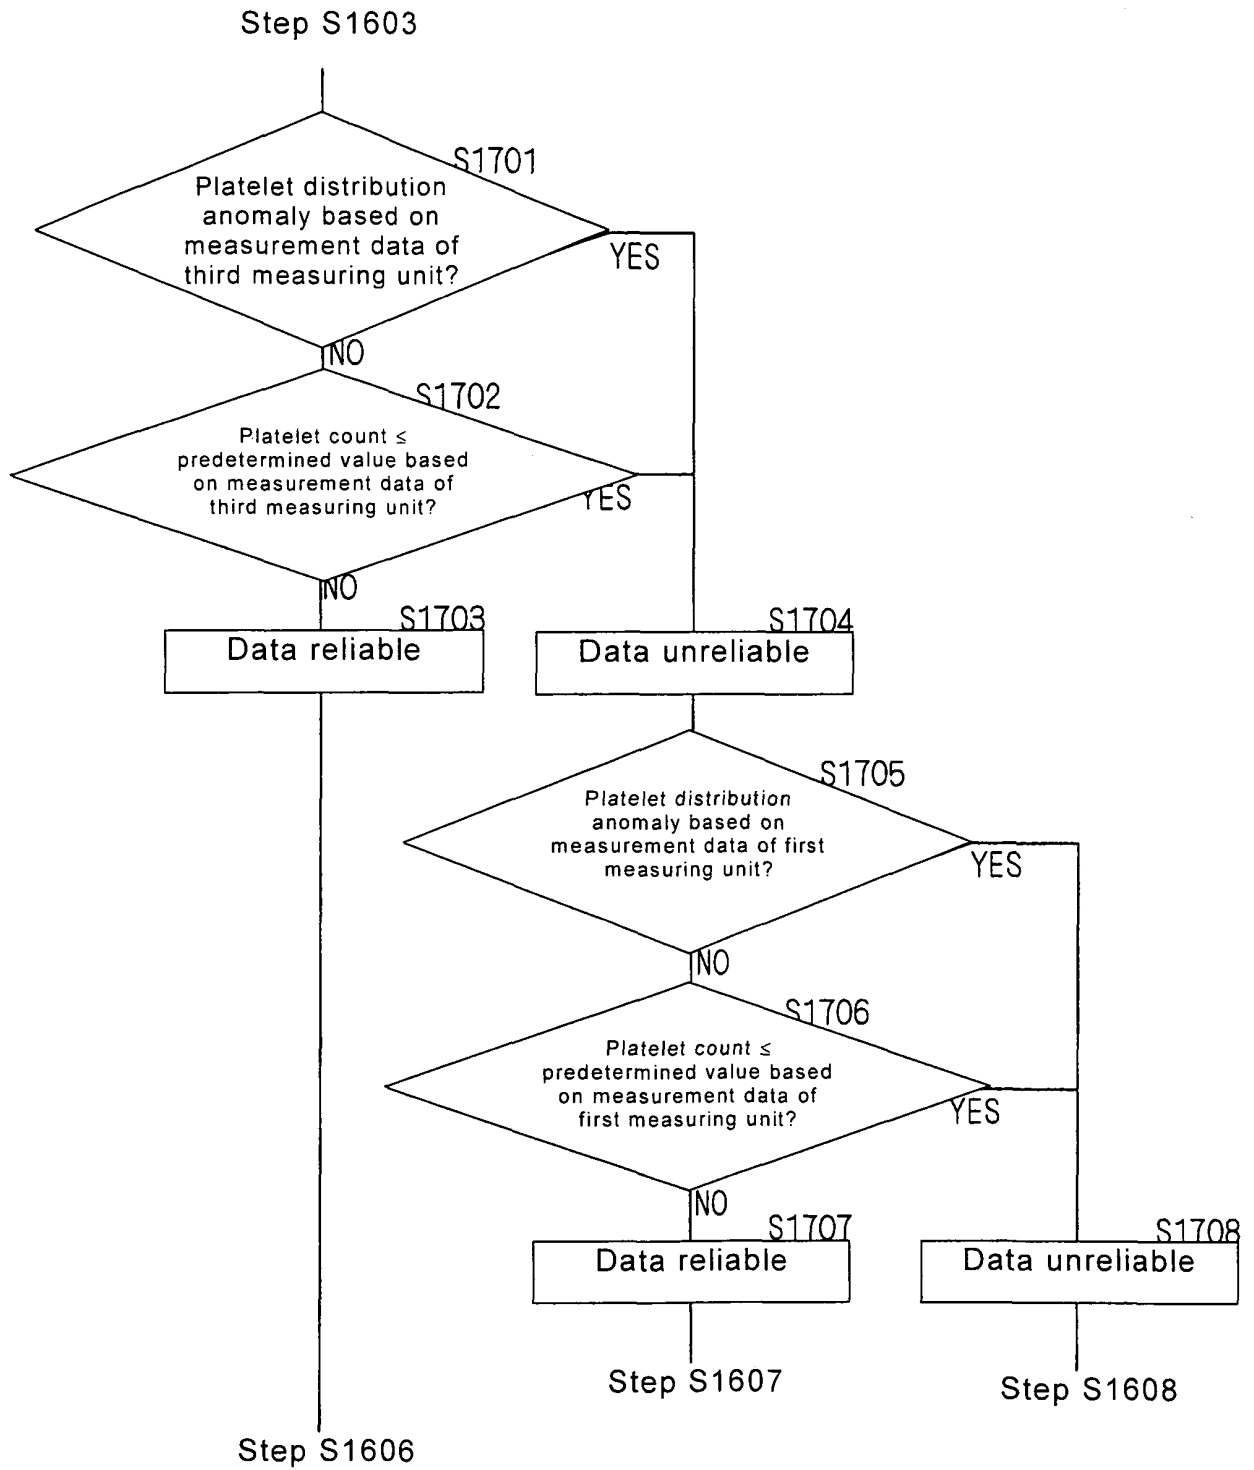 Step S1603
S1701
Platelet distribution
anomaly based on
measurement data of
third measuring unit?
YES
NO
S1702
Platelet count ≤
predetermined value based
on measurement data of
third measuring unit?
YES
NO
S1703
Data reliable
S1704
Data unreliable
S1705
Platelet distribution
anomaly based on
measurement data of first
measuring unit?
YES
NO
S1706
Platelet count ≤
predetermined value based
on measurement data of
first measuring unit?
YES
NO
S1707
Data reliable
S1708
Data unreliable
Step S1607
Step S1608
Step S1606